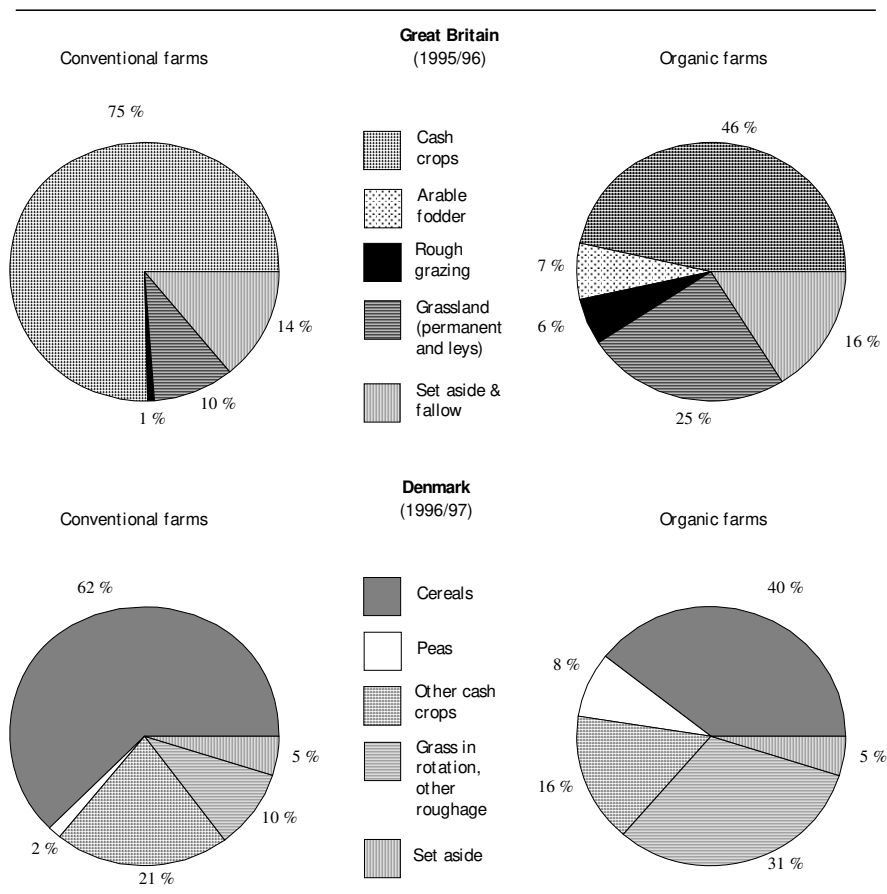 Great Britain
(1995/96)
Conventional farms
Organic farms
75 %
14 %
10 %
1 %
Cash
crops
Arable
fodder
Rough
grazing
Grassland
(permanent
and leys)
Set aside &
fallow
46 %
7 %
6 %
25 %
16 %
Denmark
(1996/97)
Conventional farms
Organic farms
62 %
5 %
10 %
21 %
2 %
Cereals
Peas
Other cash
crops
Grass in
rotation,
other
roughage
Set aside
40 %
8 %
16 %
31 %
5 %